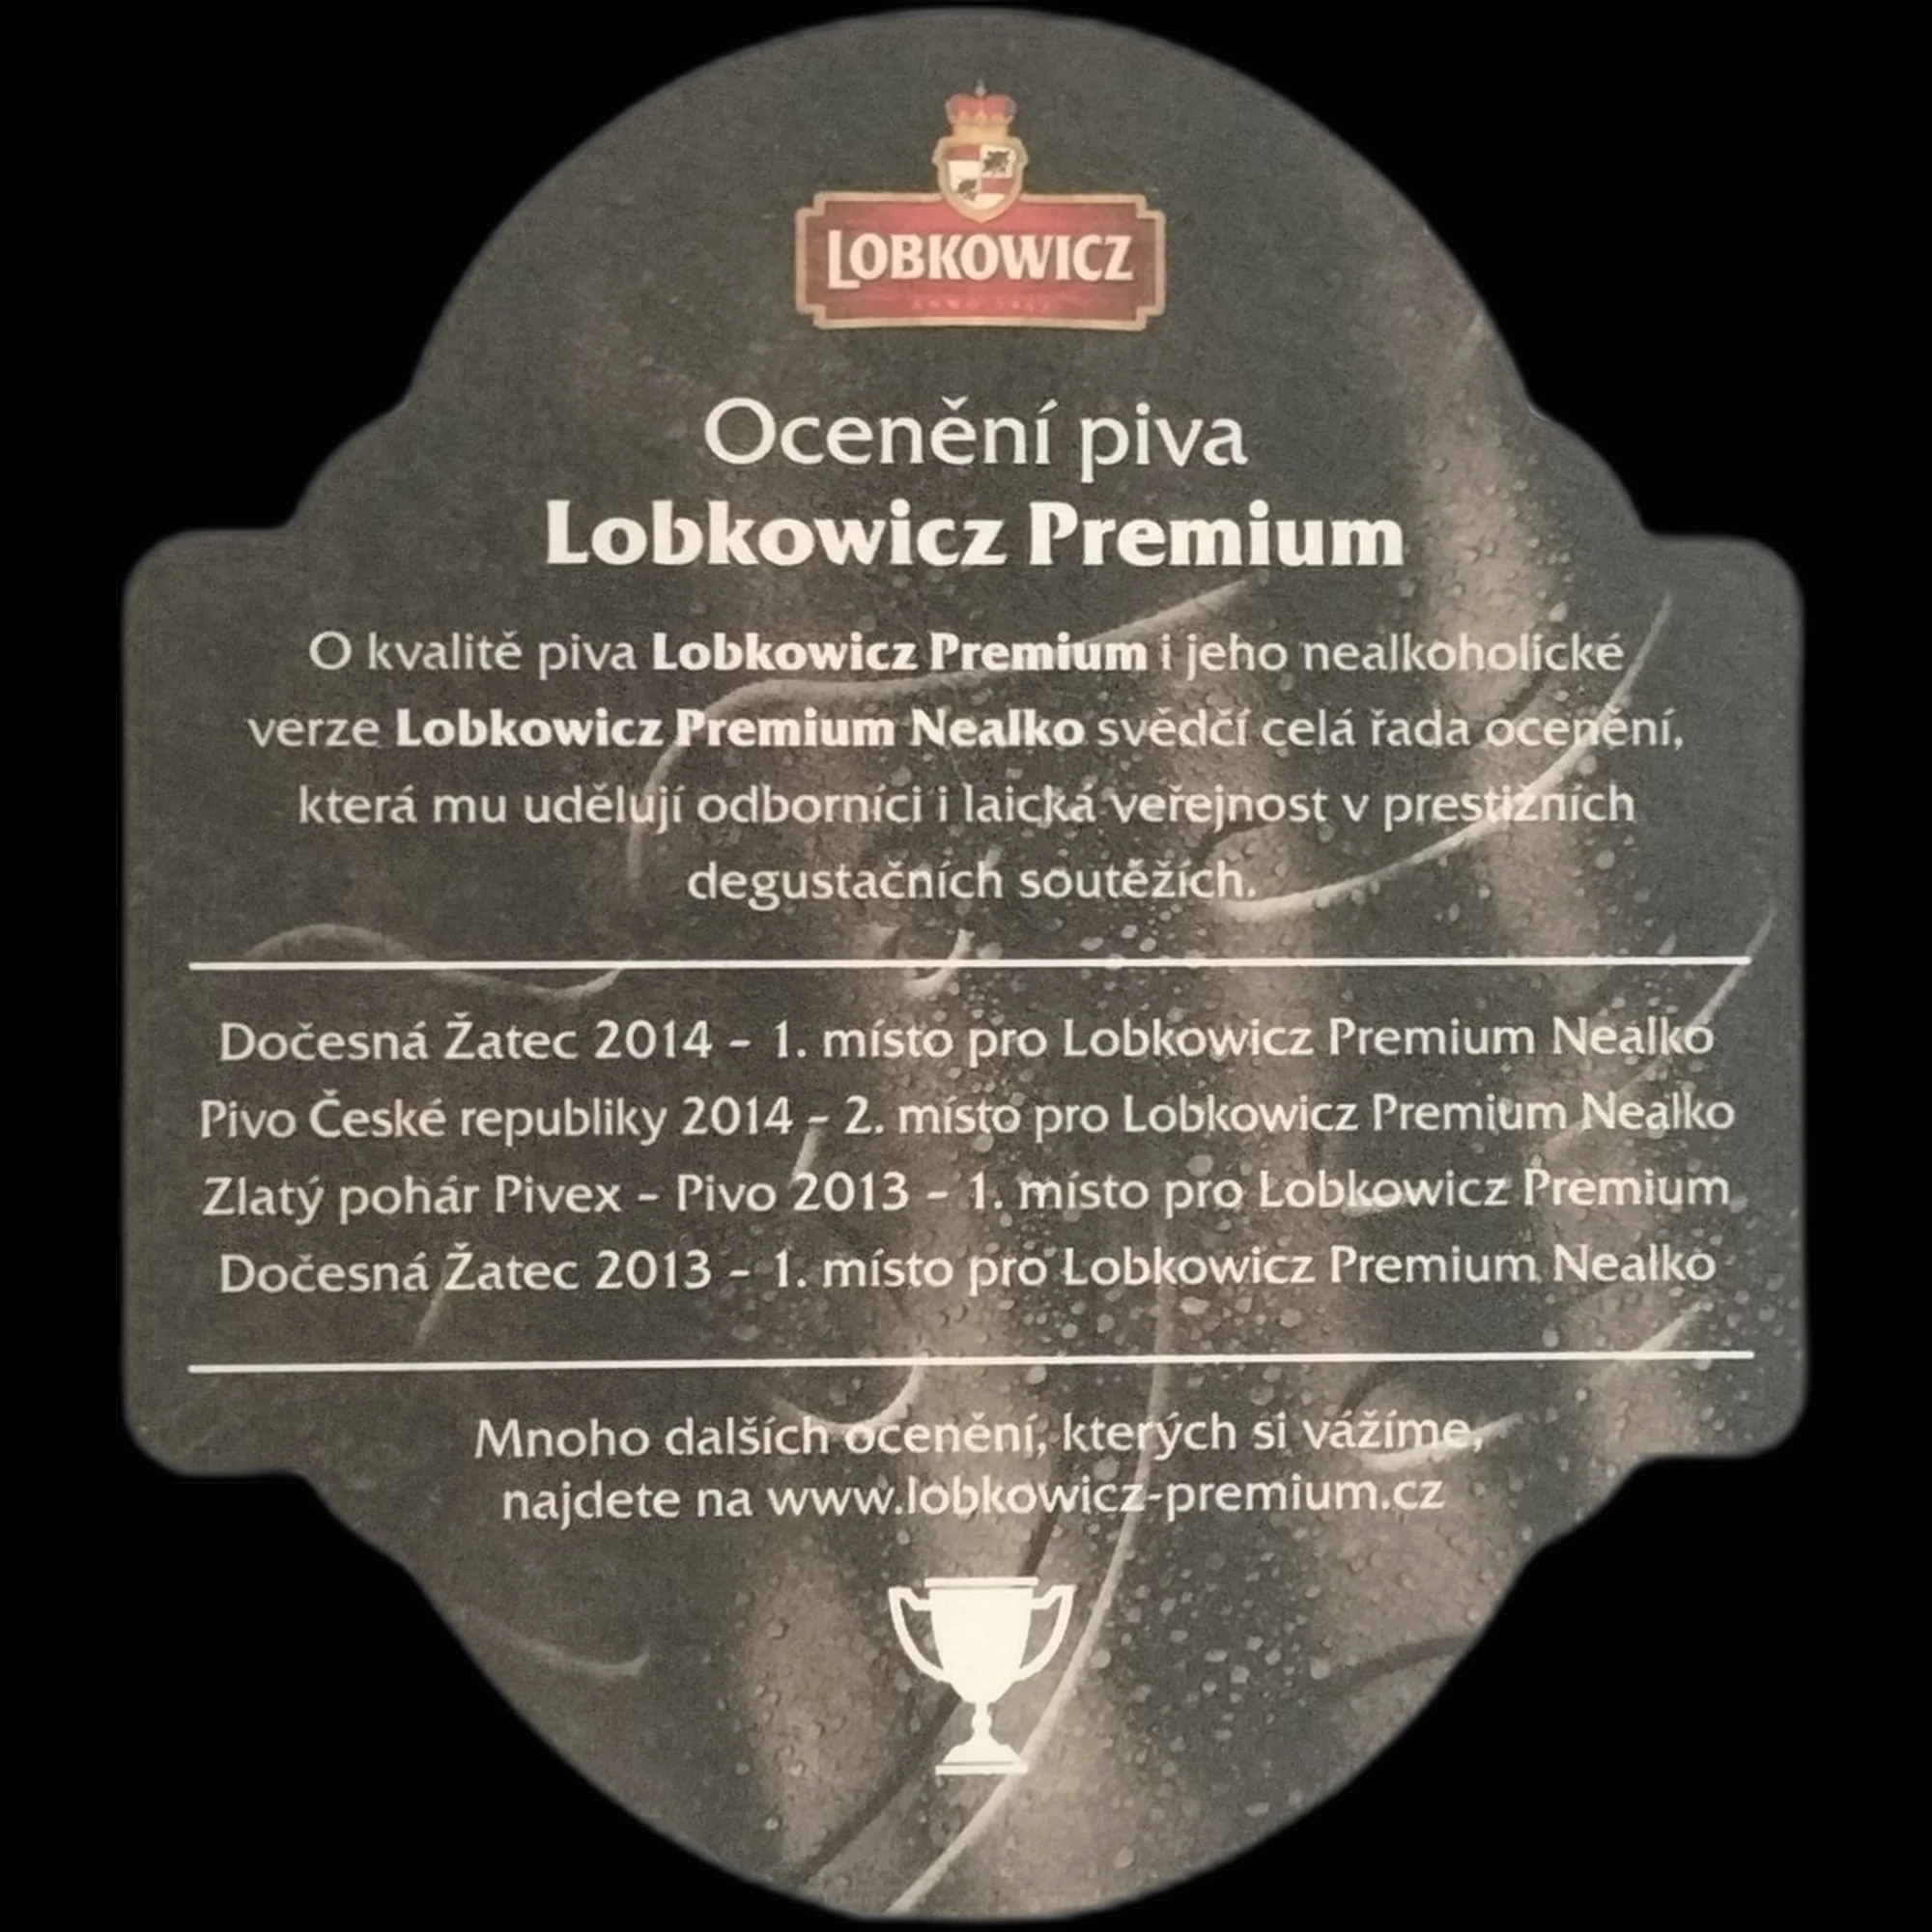 LOBKOWICZ
Ocenění piva
Lobkowicz Premium
O kvalitě piva Lobkowicz Premium i jeho nealkoholické
verze Lobkowicz Premium Nealko svědčí celá řada ocenění,
která mu udělují odborníci i laická veřejnost v prestižních
degustačních soutěžích.
Dočesná Žatec 2014 – 1. místo pro Lobkowicz Premium Nealko
Pivo České republiky 2014 – 2. místo pro Lobkowicz Premium Nealko
Zlatý pohár Pivex – Pivo 2013 – 1. místo pro Lobkowicz Premium
Dočesná Žatec 2013 – 1. místo pro Lobkowicz Premium Nealko
Mnoho dalších ocenění, kterých si vážíme,
najdete na www.lobkowicz-premium.cz